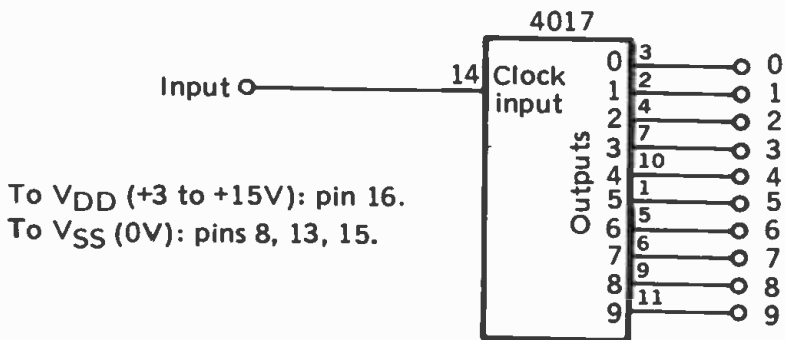 4017
Input
14
Clock
input
Outputs
0 3 0
1 2 1
2 4 2
3 7 3
4 10 4
5 1 5
6 5 6
7 6 7
8 9 8
9 11 9
To VDD (+3 to +15V): pin 16.
To VSS (0V): pins 8, 13, 15.